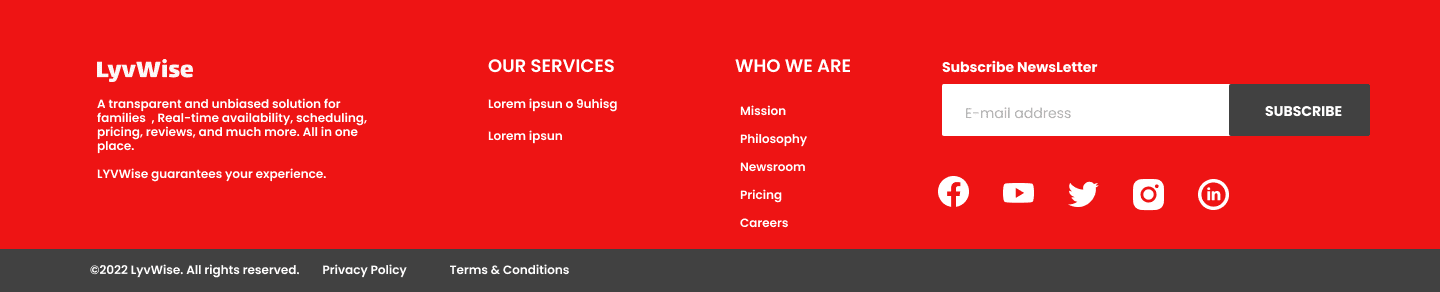 LyvWise
A transparent and unbiased solution for
families , Real-time availability, scheduling,
pricing, reviews, and much more. All in one
place.
LYVWise guarantees your experience.
OUR SERVICES
Lorem ipsun o 9uhisg
Lorem ipsun
WHO WE ARE
Mission
Philosophy
Newsroom
Pricing
Careers
Subscribe NewsLetter
E-mail address
SUBSCRIBE
in
©2022 LyvWise. All rights reserved. Privacy Policy Terms & Conditions